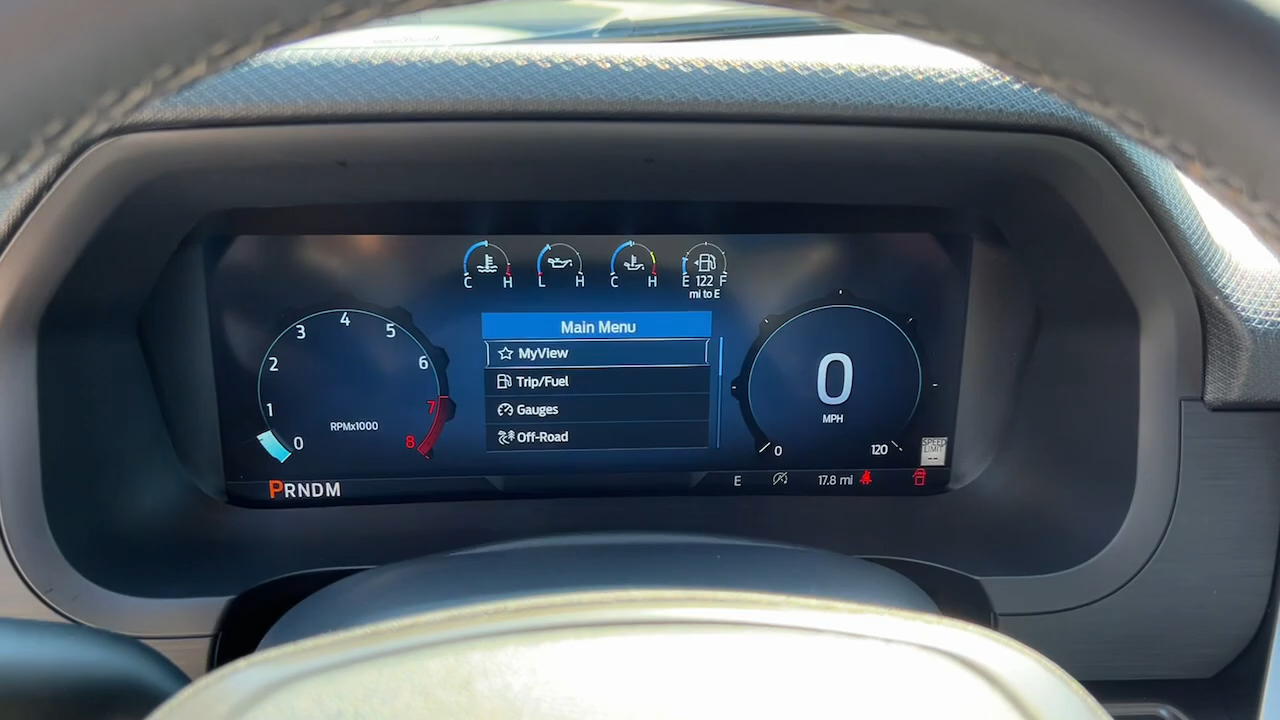 C H
L H
C H
E 122 F
mi to E
Main Menu
MyView
Trip/Fuel
Gauges
Off-Road
0
1
2
3
4
5
6
7
8
RPMx1000
0
MPH
0
120
SPEED
LIMIT
--
PRNDM
E
17.8 mi